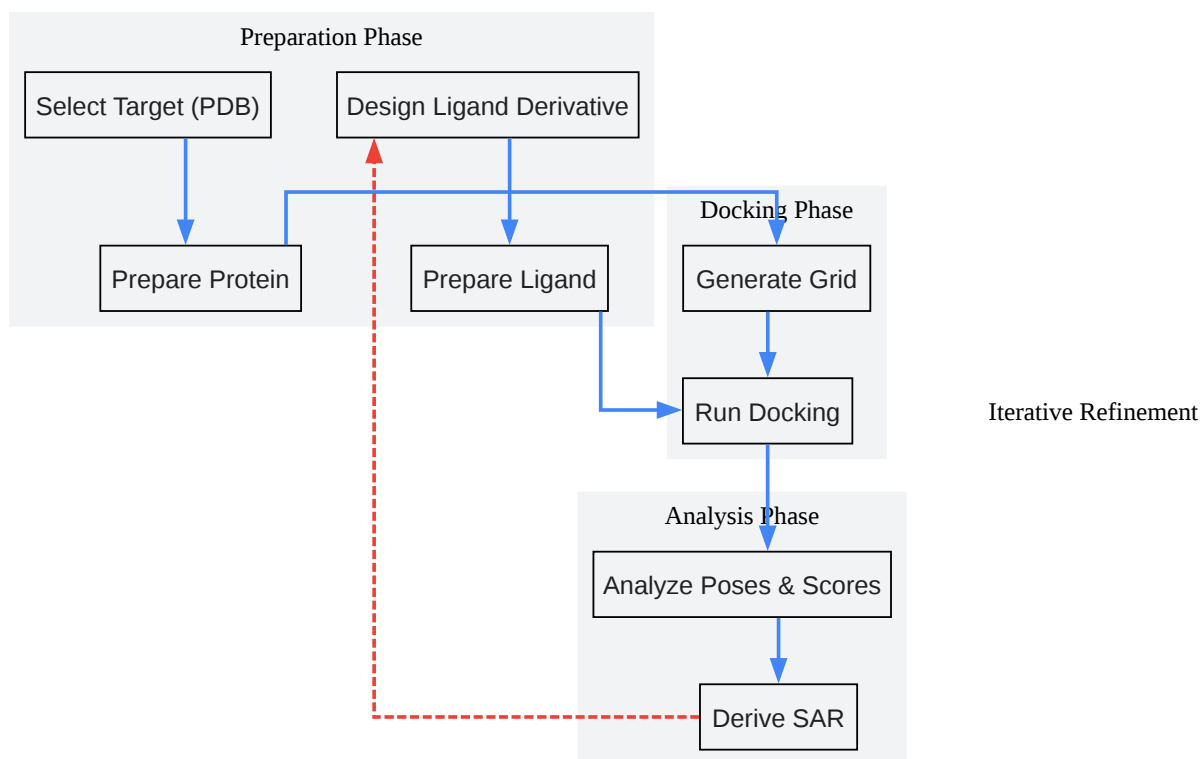 Preparation Phase
Select Target (PDB)
Design Ligand Derivative
Docking Phase
Prepare Protein
Prepare Ligand
Generate Grid
Run Docking
Iterative Refinement
Analysis Phase
Analyze Poses & Scores
Derive SAR